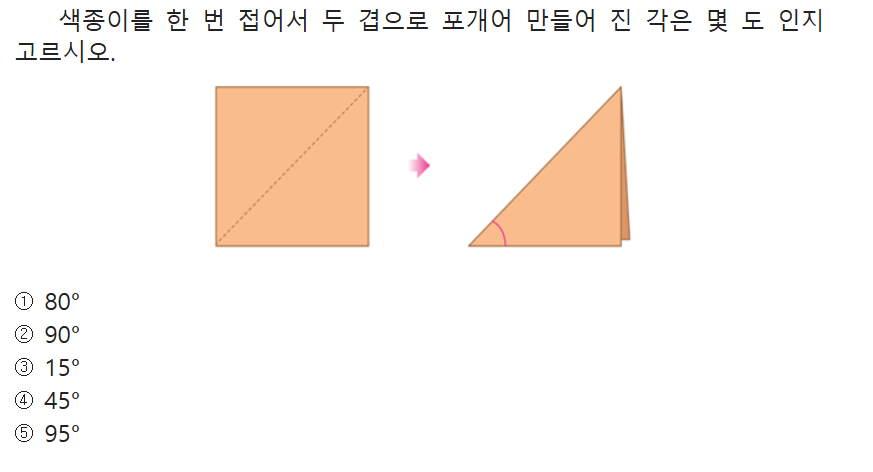 색종이를 한 번 접어서 두 겹으로 포개어 만들어 진 각은 몇 도 인지
고르시오.
① 80°
② 90°
③ 15°
④ 45°
⑤ 95°